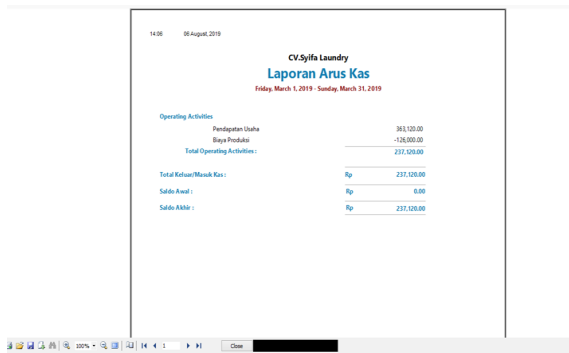 14:06 06 August, 2019
CV.Syifa Laundry
Laporan Arus Kas
Friday, March 1, 2019 - Sunday, March 31, 2019
Operating Activities
Pendapatan Usaha 363,120.00
Biaya Produksi -126,000.00
Total Operating Activities : 237,120.00
Total Keluar/Masuk Kas : Rp 237,120.00
Saldo Awal : Rp 0.00
Saldo Akhir : Rp 237,120.00
100% 1 Close